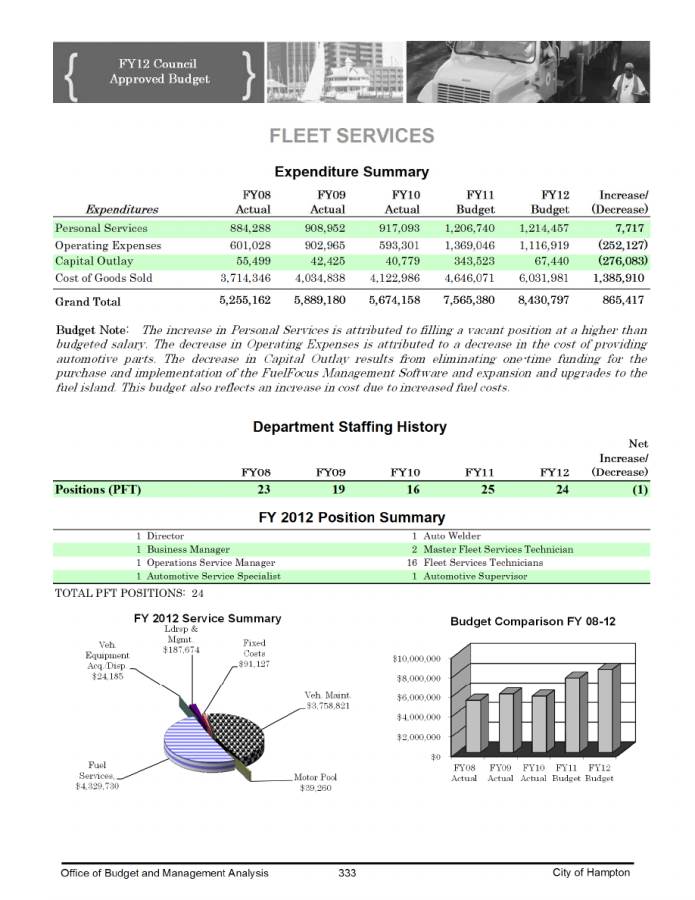 FY12 Council
Approved Budget
FLEET SERVICES
Expenditure Summary
Expenditures FY08 Actual FY09 Actual FY10 Actual FY11 Budget FY12 Budget Increase/ (Decrease)
Personal Services 884,288 908,952 917,093 1,206,740 1,214,457 7,717
Operating Expenses 601,028 902,965 593,301 1,369,046 1,116,919 (252,127)
Capital Outlay 55,499 42,425 40,779 343,523 67,440 (276,083)
Cost of Goods Sold 3,714,346 4,034,838 4,122,986 4,646,071 6,031,981 1,385,910
Grand Total 5,255,162 5,889,180 5,674,158 7,565,380 8,430,797 865,417
Budget Note: The increase in Personal Services is attributed to filling a vacant position at a higher than
budgeted salary. The decrease in Operating Expenses is attributed to a decrease in the cost of providing
automotive parts. The decrease in Capital Outlay results from eliminating one-time funding for the
purchase and implementation of the FuelFocus Management Software and expansion and upgrades to the
fuel island. This budget also reflects an increase in cost due to increased fuel costs.
Department Staffing History
FY08 FY09 FY10 FY11 FY12 Net Increase/ (Decrease)
Positions (PFT) 23 19 16 25 24 (1)
FY 2012 Position Summary
1 Director 1 Auto Welder
1 Business Manager 2 Master Fleet Services Technician
1 Operations Service Manager 16 Fleet Services Technicians
1 Automotive Service Specialist 1 Automotive Supervisor
TOTAL PFT POSITIONS: 24
FY 2012 Service Summary
Ldrsp &
Mgmt.
$187,674
Veh.
Equipment
Acq./Disp.
$24,185
Fixed
Costs
$91,127
Veh. Maint.
$3,758,821
Fuel
Services,
$4,329,730
Motor Pool
$39,260
Budget Comparison FY 08-12
$10,000,000
$8,000,000
$6,000,000
$4,000,000
$2,000,000
$0
FY08 FY09 FY10 FY11 FY12
Actual Actual Actual Budget Budget
Office of Budget and Management Analysis 333 City of Hampton